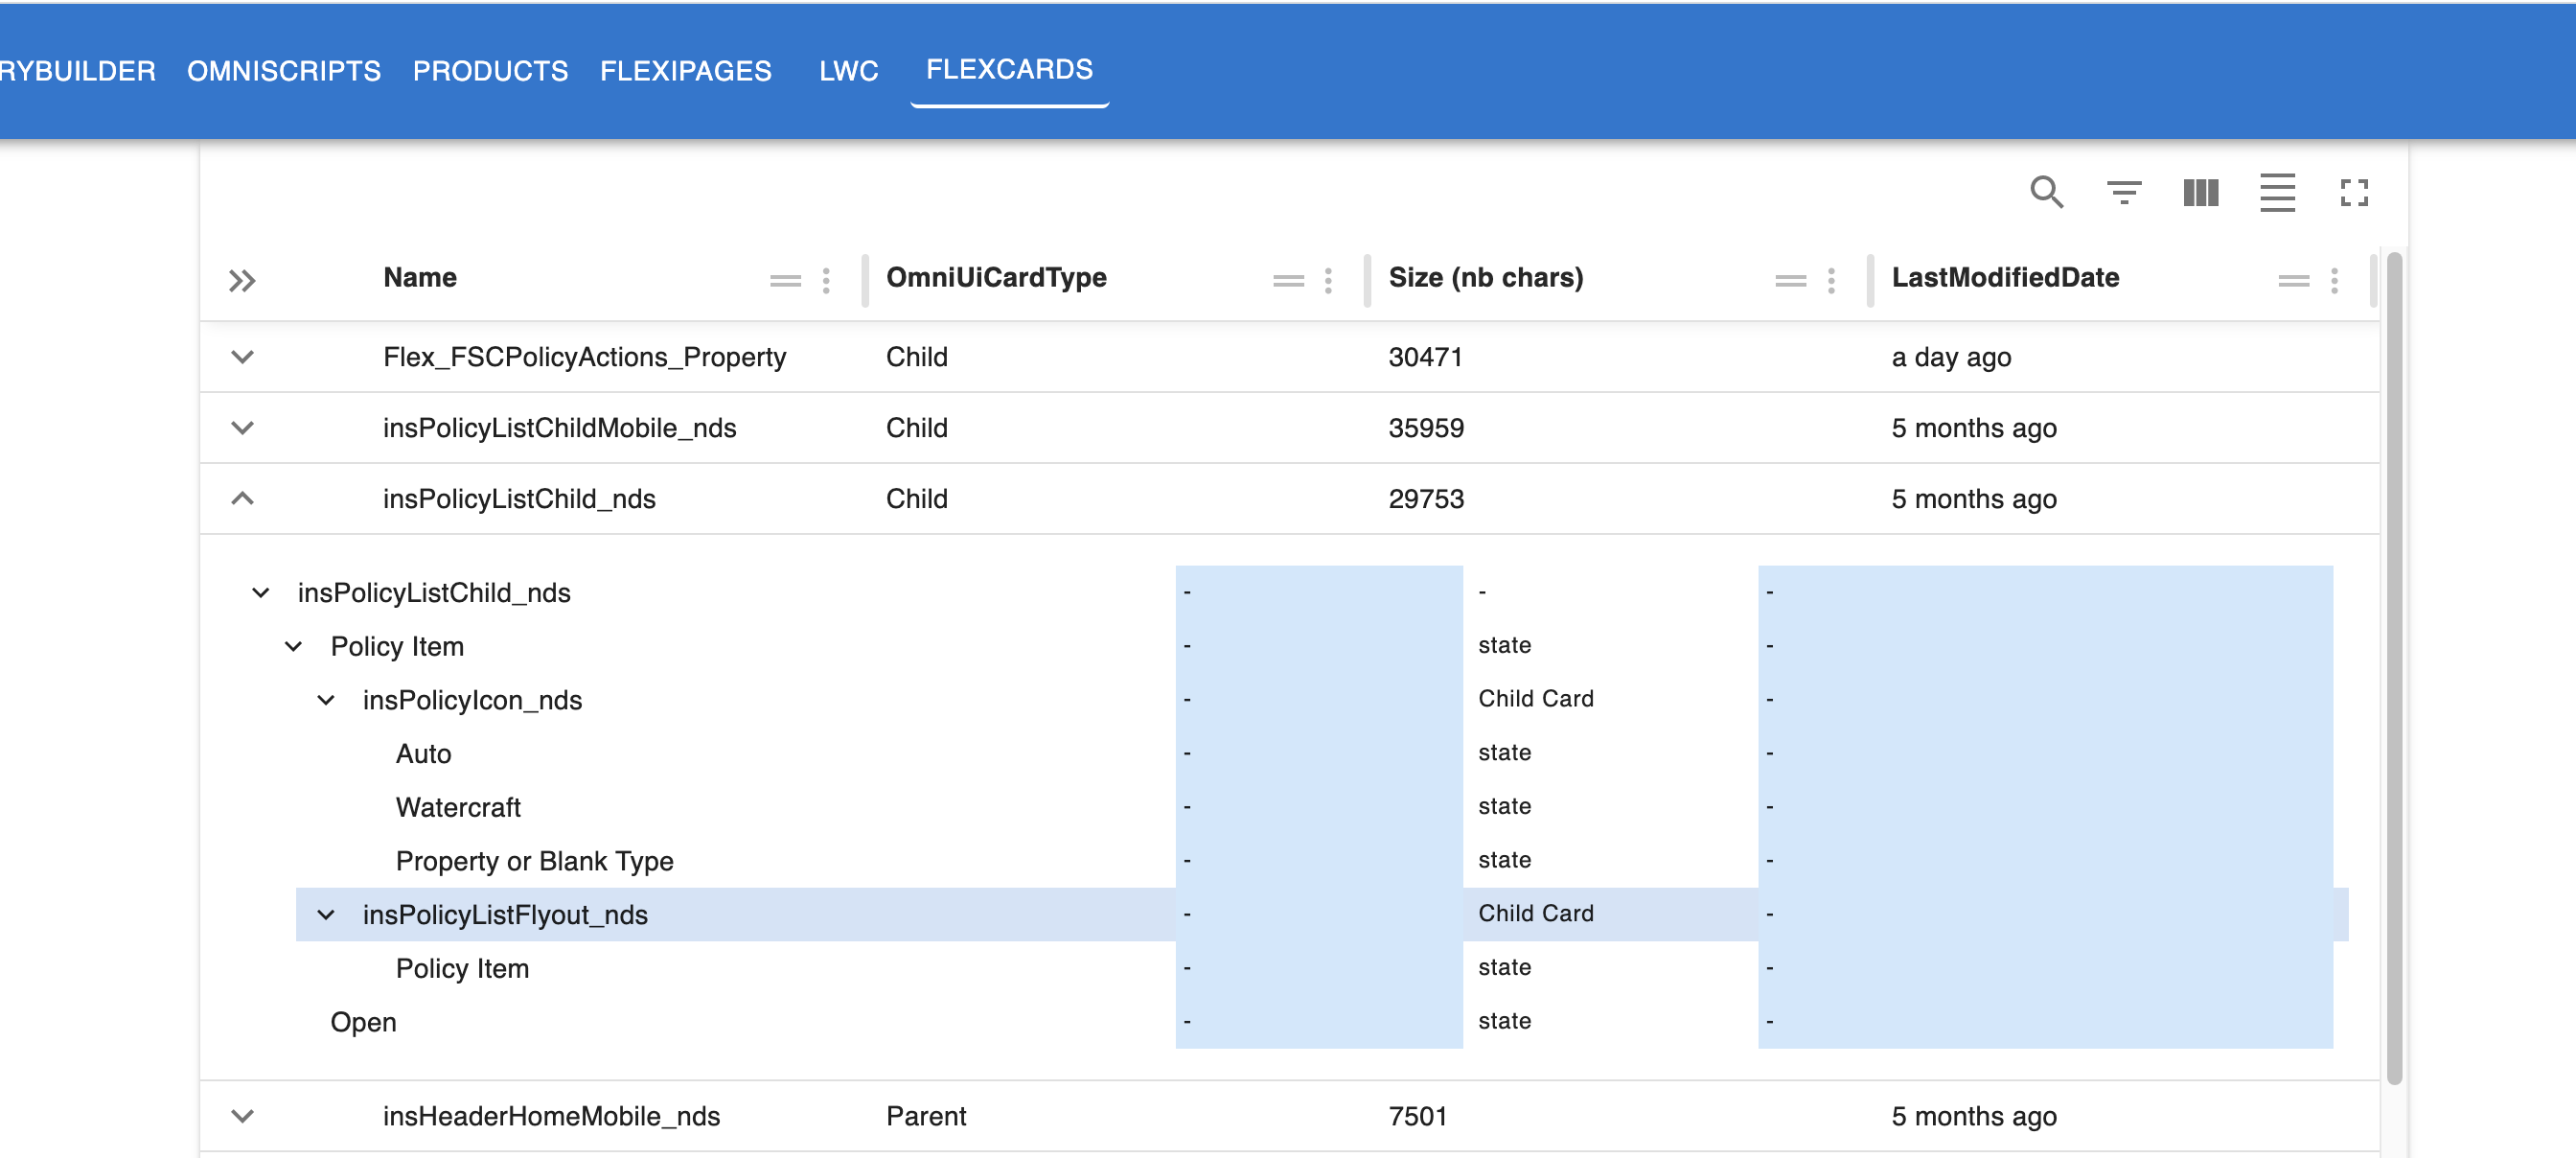 RYBUILDER OMNISCRIPTS PRODUCTS FLEXIPAGES LWC FLEXCARDS
Name OmniUiCardType Size (nb chars) LastModifiedDate
Flex_FSCPolicyActions_Property Child 30471 a day ago
insPolicyListChildMobile_nds Child 35959 5 months ago
insPolicyListChild_nds Child 29753 5 months ago
insPolicyListChild_nds - - -
Policy Item - state -
insPolicyIcon_nds - Child Card -
Auto - state -
Watercraft - state -
Property or Blank Type - state -
insPolicyListFlyout_nds - Child Card -
Policy Item - state -
Open - state -
insHeaderHomeMobile_nds Parent 7501 5 months ago